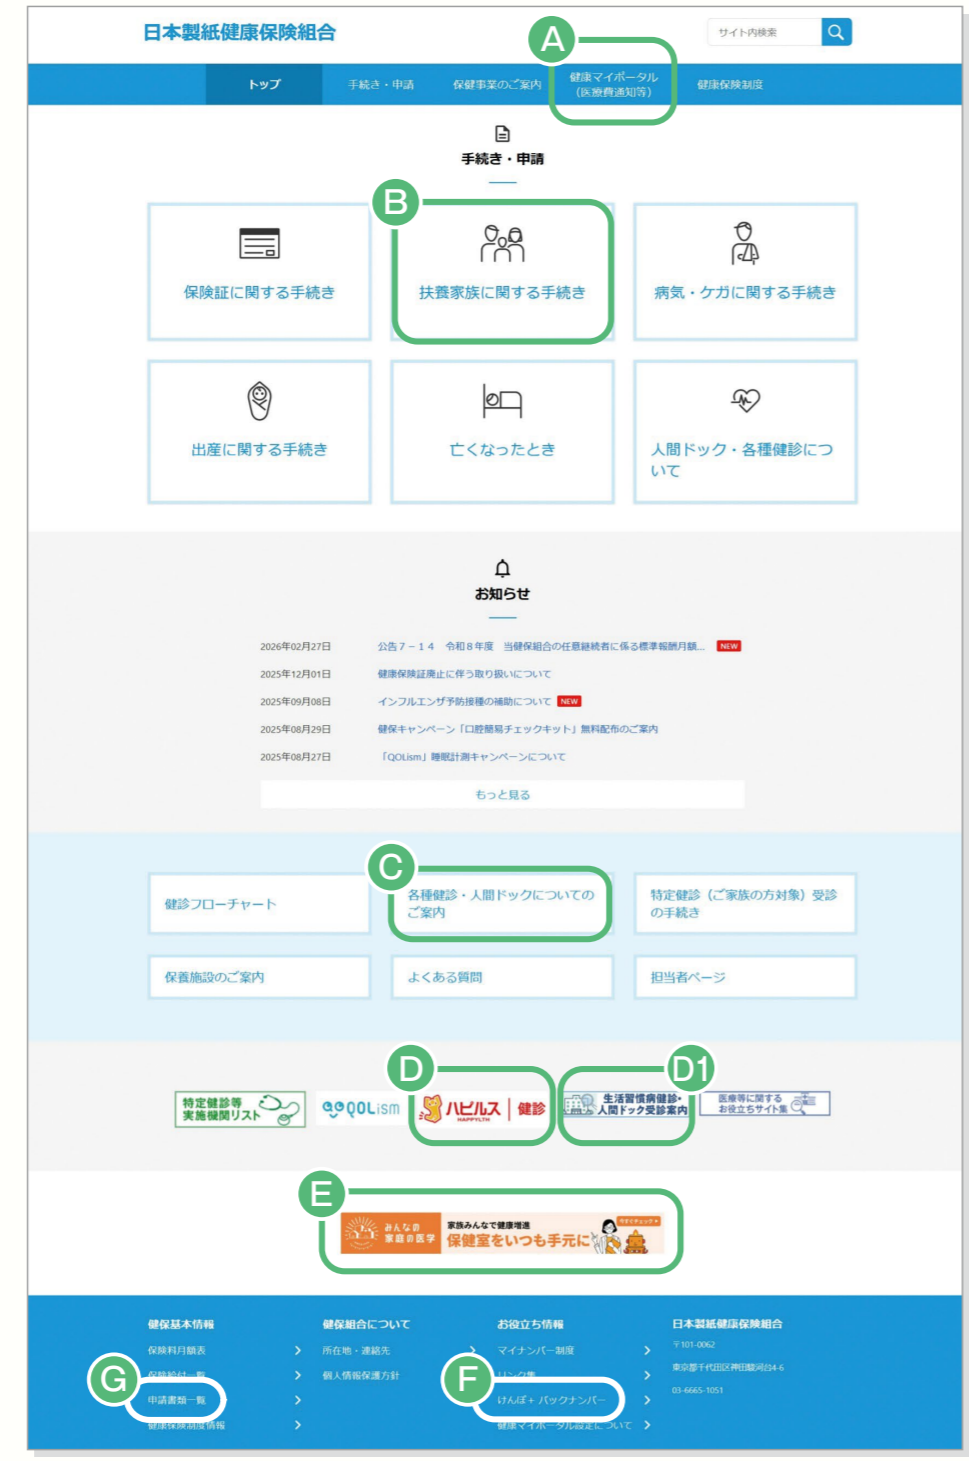 日本製紙健康保険組合
サイト内検索
A
トップ
手続き・申請
保健事業のご案内
健康マイポータル
(医療費通知等)
健康保険制度
手続き・申請
B
保険証に関する手続き
扶養家族に関する手続き
病気・ケガに関する手続き
出産に関する手続き
亡くなったとき
人間ドック・各種健診につ
いて
お知らせ
2026年02月27日 公告7-14 令和8年度 当健保組合の任意継続者に係る標準報酬月額... NEW
2025年12月01日 健康保険証廃止に伴う取り扱いについて
2025年09月08日 インフルエンザ予防接種の補助について NEW
2025年08月29日 健保キャンペーン「口腔簡易チェックキット」無料配布のご案内
2025年08月27日 「QOLism」睡眠計測キャンペーンについて
もっと見る
C
健診フローチャート
各種健診・人間ドックについての
ご案内
特定健診(ご家族の方対象)受診
の手続き
保養施設のご案内
よくある質問
担当者ページ
D
D1
特定健診等
実施機関リスト
QOLism
ハピルス 健診
HAPPYLTH
生活習慣病健診・
人間ドック受診案内
医療等に関する
お役立ちサイト集
E
みんなの
家庭の医学
家族みんなで健康増進
保健室をいつも手元に
今すぐチェック
健保基本情報
保険料月額表
保険給付一覧
G
申請書類一覧
健康保険制度情報
健保組合について
所在地・連絡先
個人情報保護方針
お役立ち情報
マイナンバー制度
リンク集
F
けんぽ+ バックナンバー
健康マイポータル設定について
日本製紙健康保険組合
〒101-0062
東京都千代田区神田駿河台4-6
03-6665-1051